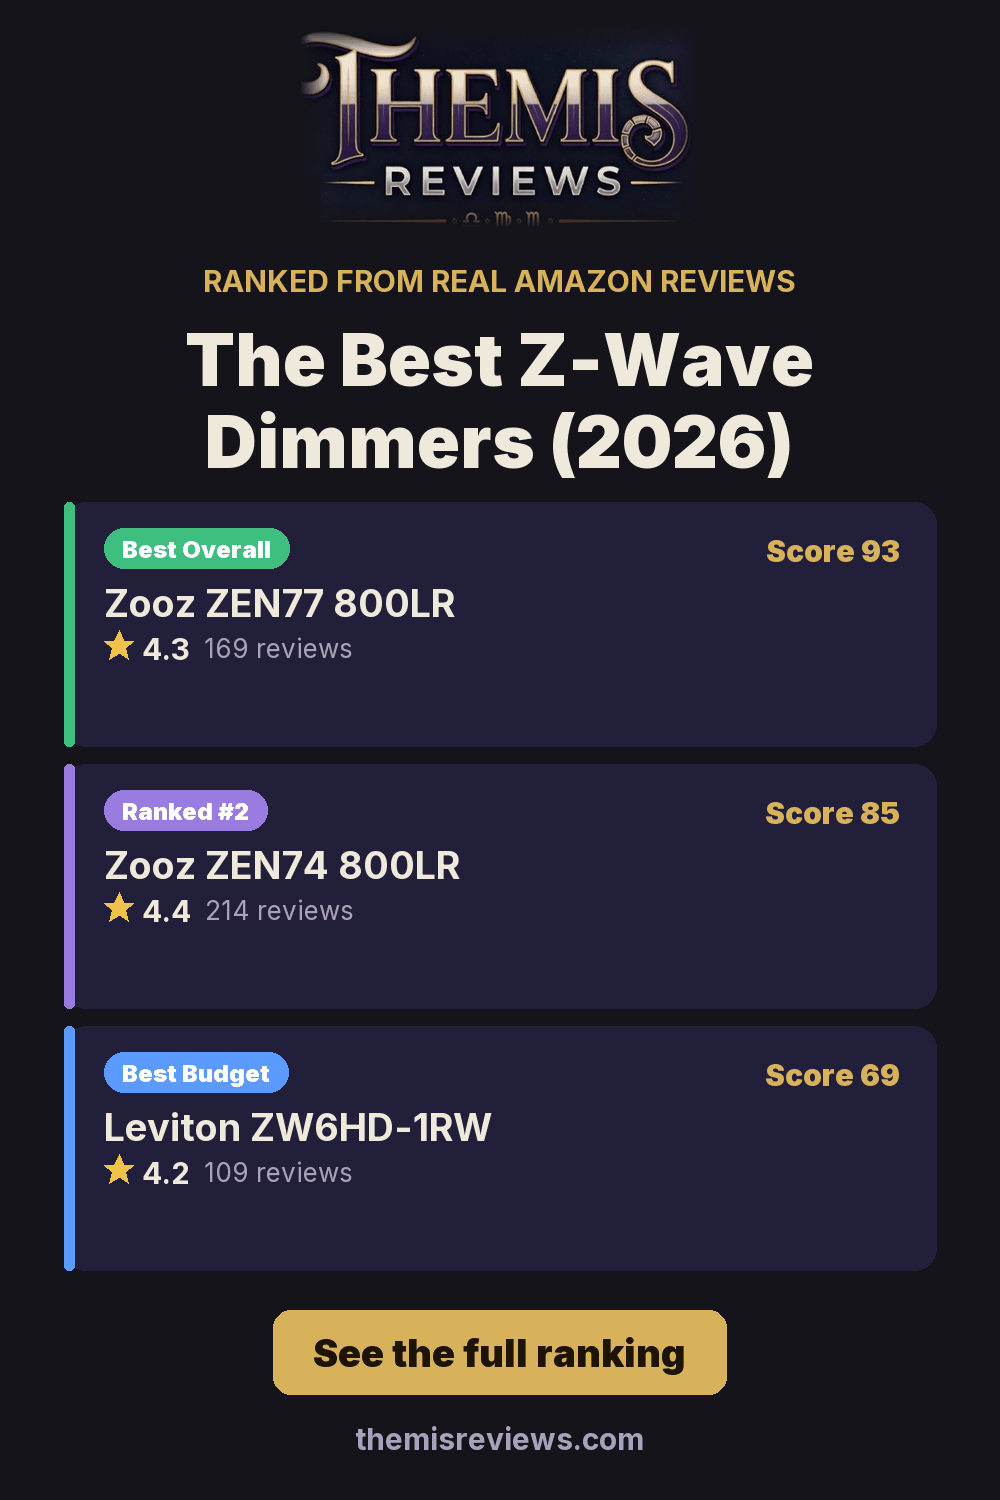 THEMIS
REVIEWS
♎ ♍ ♏
RANKED FROM REAL AMAZON REVIEWS
The Best Z-Wave
Dimmers (2026)
Best Overall
Score 93
Zooz ZEN77 800LR
4.3 169 reviews
Ranked #2
Score 85
Zooz ZEN74 800LR
4.4 214 reviews
Best Budget
Score 69
Leviton ZW6HD-1RW
4.2 109 reviews
See the full ranking
themisreviews.com